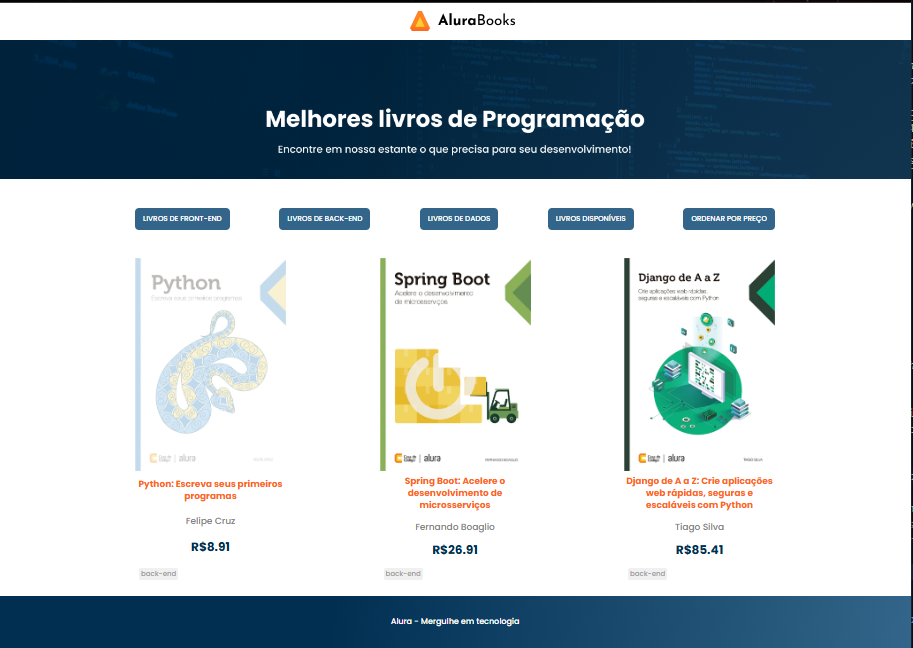 AluraBooks
Melhores livros de Programação
Encontre em nossa estante o que precisa para seu desenvolvimento!
LIVROS DE FRONT-END
LIVROS DE BACK-END
LIVROS DE DADOS
LIVROS DISPONÍVEIS
ORDENAR POR PREÇO
Python
Escreva seus primeiros programas
alura
Spring Boot
Acelere o desenvolvimento
de microsserviços
alura
FERNANDO BOAGLIO
Django de A a Z
Crie aplicações web rápidas,
seguras e escaláveis com Python
alura
TIAGO SILVA
Python: Escreva seus primeiros
programas
Felipe Cruz
R$8.91
back-end
Spring Boot: Acelere o
desenvolvimento de
microsserviços
Fernando Boaglio
R$26.91
back-end
Django de A a Z: Crie aplicações
web rápidas, seguras e
escaláveis com Python
Tiago Silva
R$85.41
back-end
Alura - Mergulhe em tecnologia